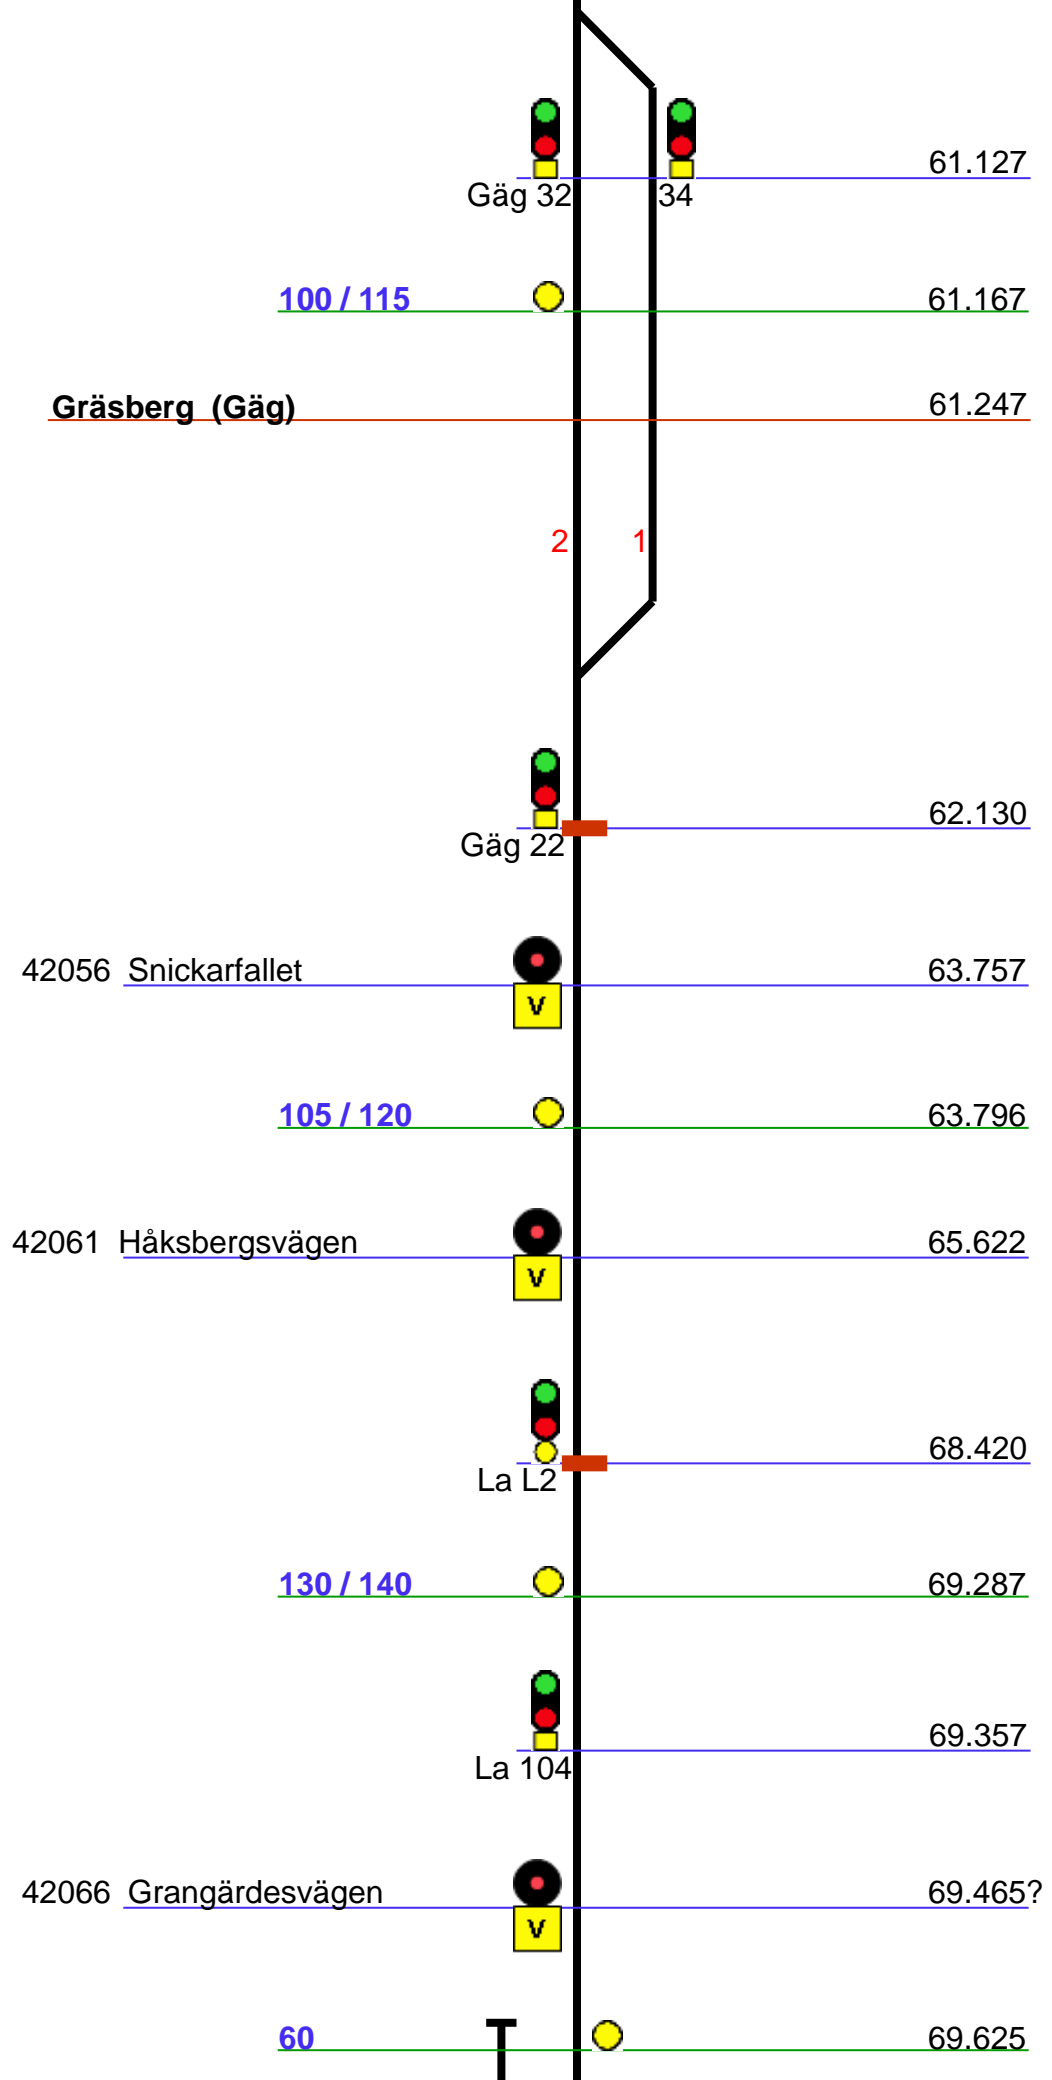 61.127
Gäg 32 34
100 / 115 61.167
Gräsberg (Gäg) 61.247
2 1
62.130
Gäg 22
42056 Snickarfallet 63.757
V
105 / 120 63.796
42061 Håksbergsvägen 65.622
V
68.420
La L2
130 / 140 69.287
69.357
La 104
42066 Grangärdesvägen 69.465?
V
60 69.625